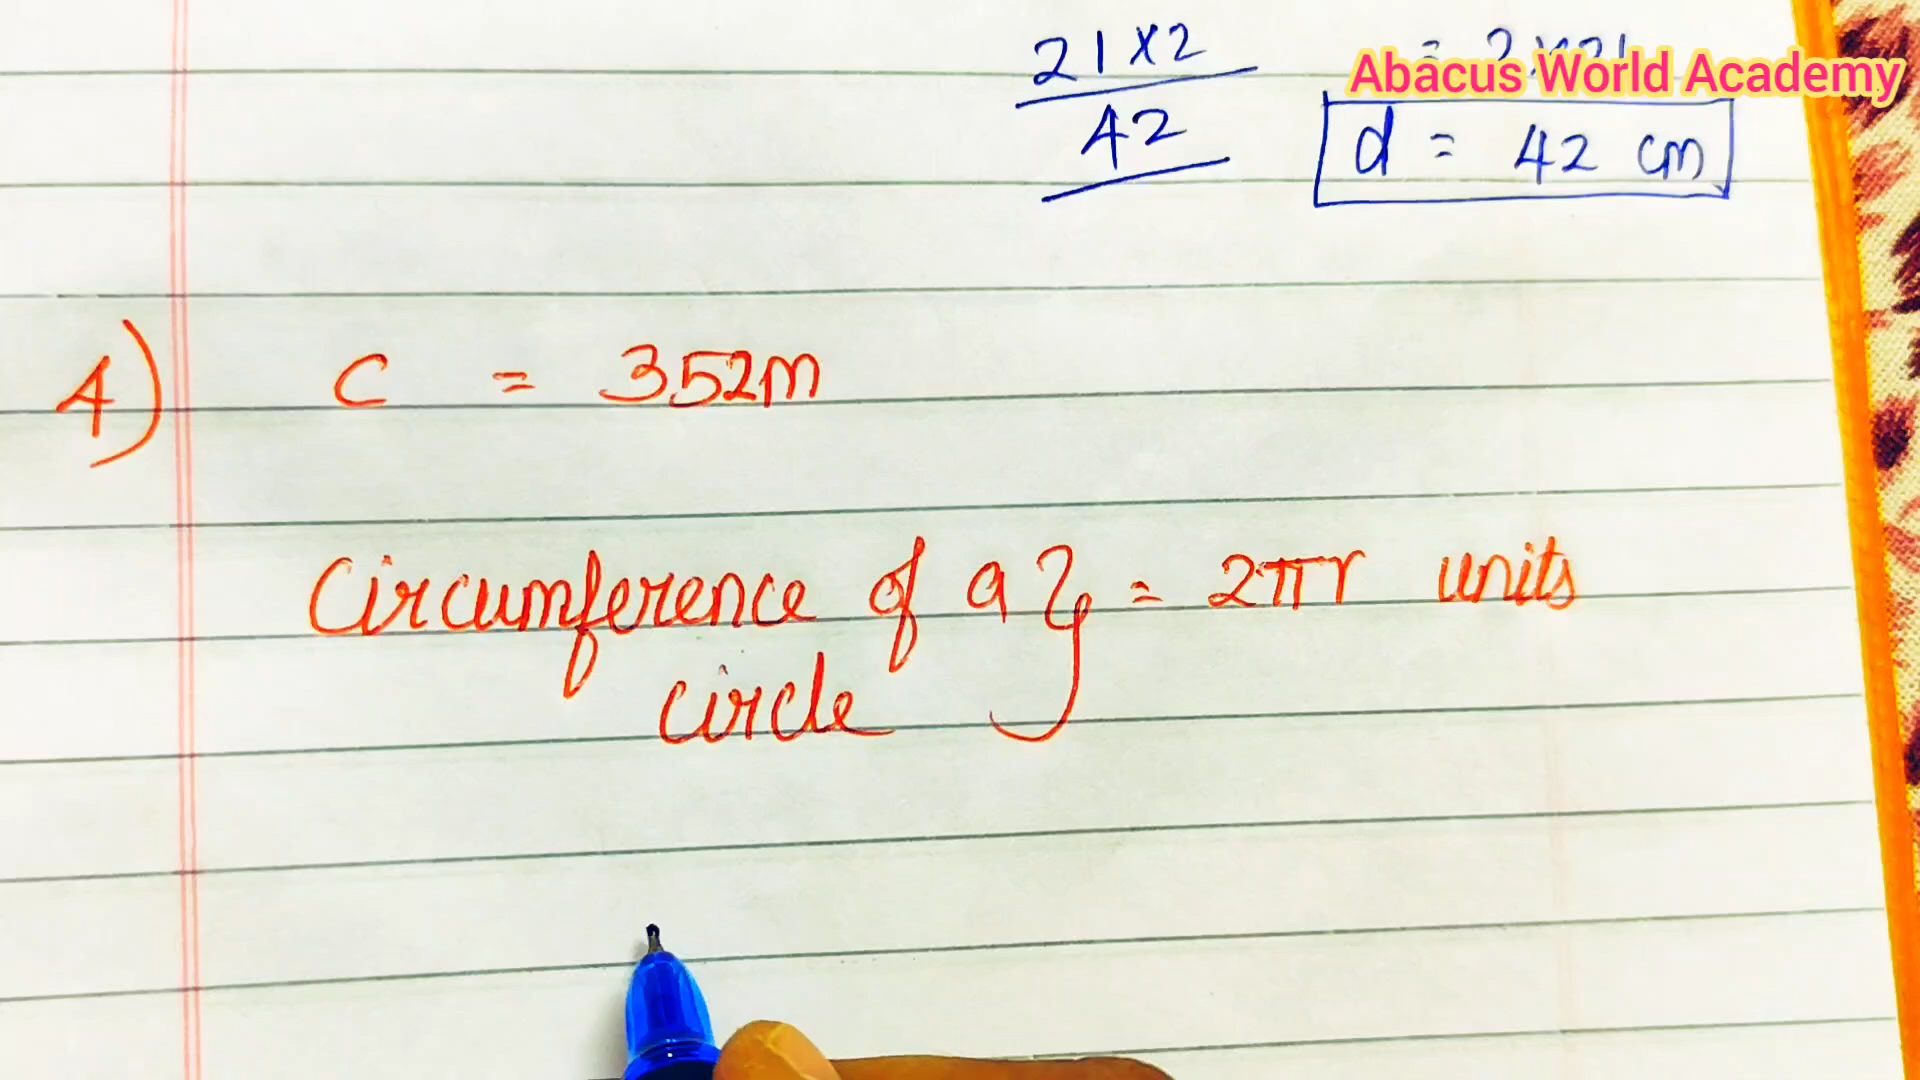 21 x 2
42
Abacus World Academy
d = 42 cm
4) C = 352m
Circumference of a } = 2πr units
circle